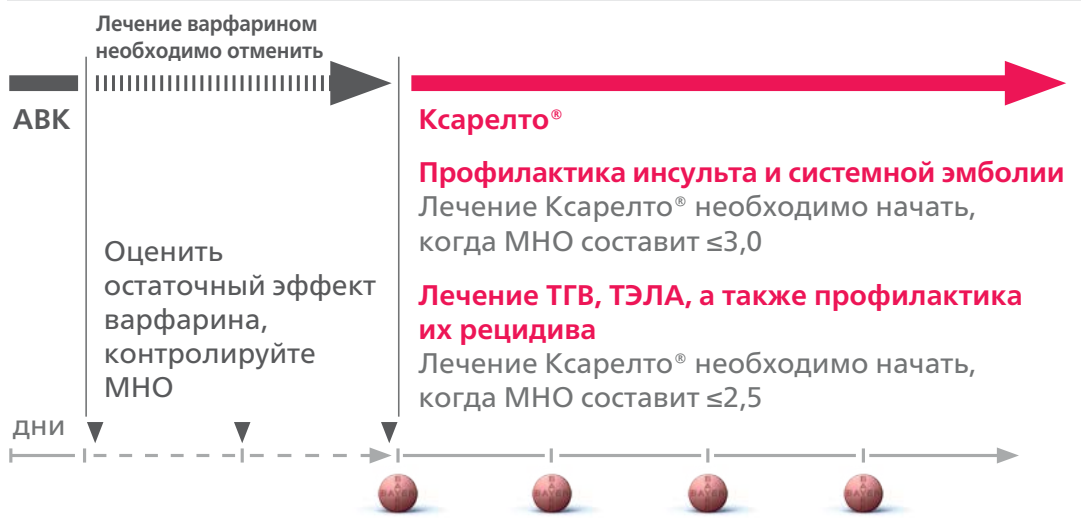 Лечение варфарином
необходимо отменить
АВК
Ксарелто®
Профилактика инсульта и системной эмболии
Лечение Ксарелто® необходимо начать,
когда МНО составит ≤3,0
Оценить
остаточный эффект
варфарина,
контролируйте
МНО
Лечение ТГВ, ТЭЛА, а также профилактика
их рецидива
Лечение Ксарелто® необходимо начать,
когда МНО составит ≤2,5
дни